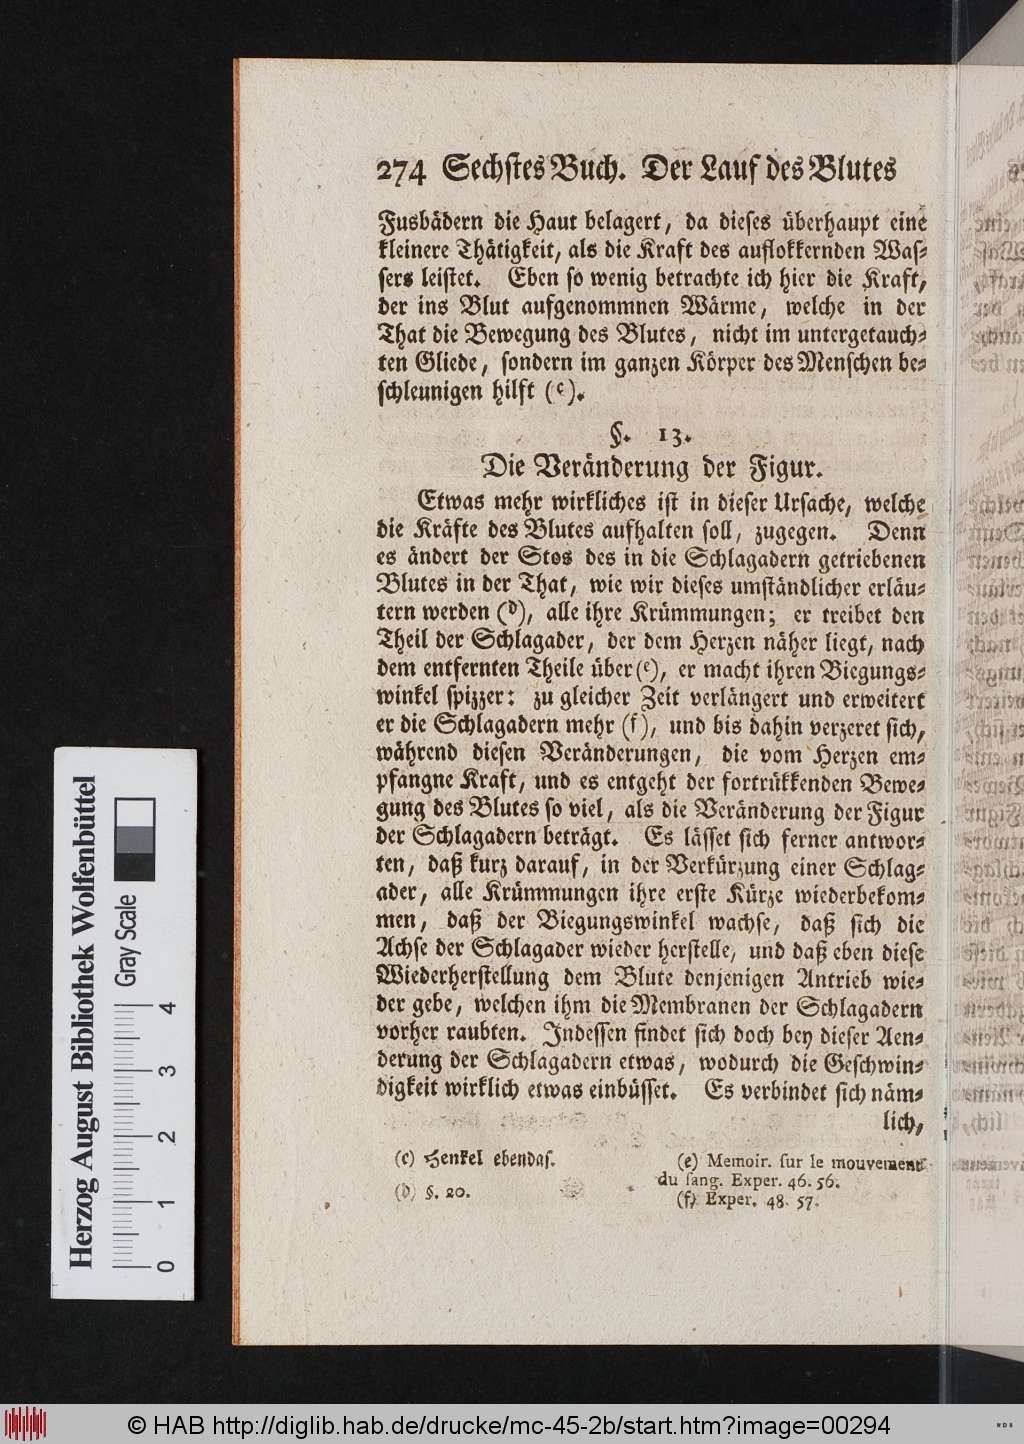 274 Sechstes Buch. Der Lauf des Blutes
Fusbädern die Haut belagert, da dieses überhaupt eine
kleinere Thätigkeit, als die Kraft des auflokkernden Was-
sers leistet. Eben so wenig betrachte ich hier die Kraft,
der ins Blut aufgenommnen Wärme, welche in der
That die Bewegung des Blutes, nicht im untergetauch-
ten Gliede, sondern im ganzen Körper des Menschen be-
schleunigen hilft (c).
§. 13.
Die Veränderung der Figur.
Etwas mehr wirkliches ist in dieser Ursache, welche
die Kräfte des Blutes aufhalten soll, zugegen. Denn
es ändert der Stos des in die Schlagadern getriebenen
Blutes in der That, wie wir dieses umständlicher erläu-
tern werden (d), alle ihre Krümmungen; er treibet den
Theil der Schlagader, der dem Herzen näher liegt, nach
dem entfernten Theile über (e), er macht ihren Biegungs-
winkel spizzer: zu gleicher Zeit verlängert und erweitert
er die Schlagadern mehr (f), und bis dahin verzeret sich,
während diesen Veränderungen, die vom Herzen em-
pfangne Kraft, und es entgeht der fortrükkenden Bewe-
gung des Blutes so viel, als die Veränderung der Figur
der Schlagadern beträgt. Es lässet sich ferner antwor-
ten, daß kurz darauf, in der Verkürzung einer Schlag-
ader, alle Krümmungen ihre erste Kürze wiederbekom-
men, daß der Biegungswinkel wachse, daß sich die
Achse der Schlagader wieder herstelle, und daß eben diese
Wiederherstellung dem Blute denjenigen Antrieb wie-
der gebe, welchen ihm die Membranen der Schlagadern
vorher raubten. Indessen findet sich doch bey dieser Aen-
derung der Schlagadern etwas, wodurch die Geschwin-
digkeit wirklich etwas einbüsset. Es verbindet sich näm-
lich,
(c) Henkel ebendas.
(d) §. 20.
(e) Memoir. sur le mouvement
du sang. Exper. 46. 56.
(f) Exper. 48. 57.
Herzog August Bibliothek Wolfenbüttel
Gray Scale
0 1 2 3 4
© HAB http://diglib.hab.de/drucke/mc-45-2b/start.htm?image=00294